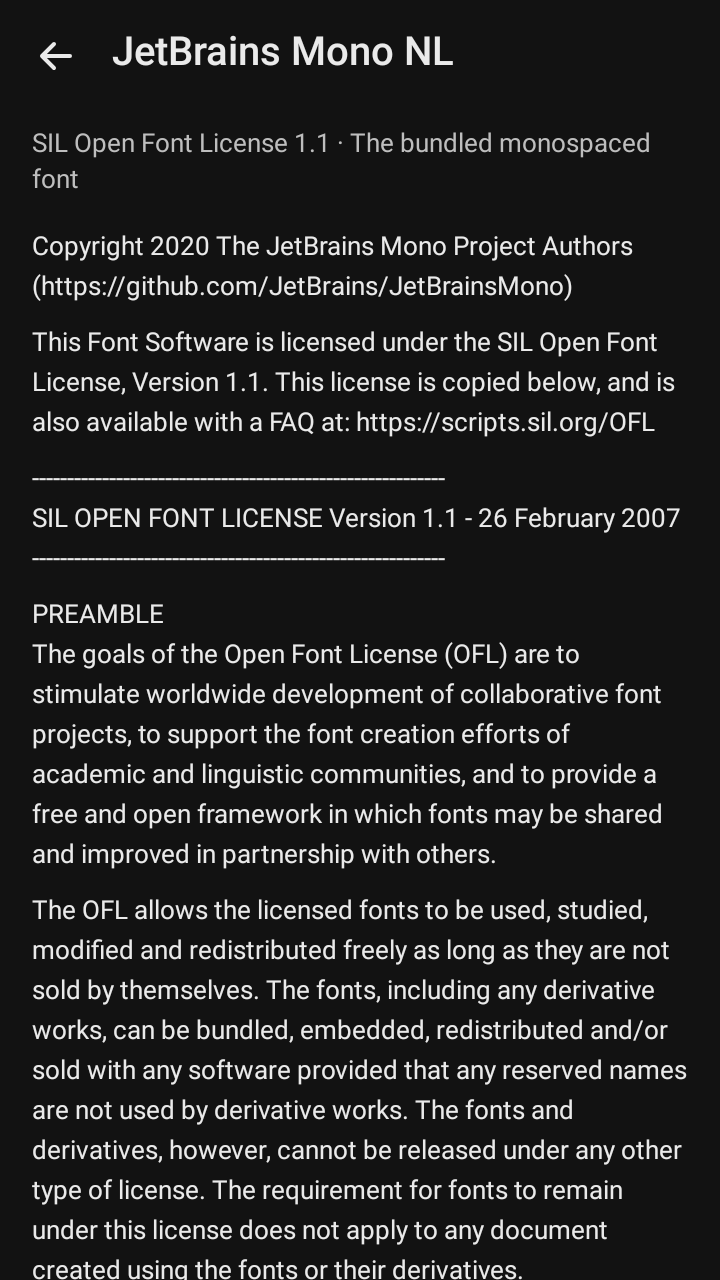 JetBrains Mono NL
SIL Open Font License 1.1 · The bundled monospaced
font
Copyright 2020 The JetBrains Mono Project Authors
(https://github.com/JetBrains/JetBrainsMono)
This Font Software is licensed under the SIL Open Font
License, Version 1.1. This license is copied below, and is
also available with a FAQ at: https://scripts.sil.org/OFL
-----------------------------------------------------------
SIL OPEN FONT LICENSE Version 1.1 - 26 February 2007
-----------------------------------------------------------
PREAMBLE
The goals of the Open Font License (OFL) are to
stimulate worldwide development of collaborative font
projects, to support the font creation efforts of
academic and linguistic communities, and to provide a
free and open framework in which fonts may be shared
and improved in partnership with others.
The OFL allows the licensed fonts to be used, studied,
modified and redistributed freely as long as they are not
sold by themselves. The fonts, including any derivative
works, can be bundled, embedded, redistributed and/or
sold with any software provided that any reserved names
are not used by derivative works. The fonts and
derivatives, however, cannot be released under any other
type of license. The requirement for fonts to remain
under this license does not apply to any document
created using the fonts or their derivatives.